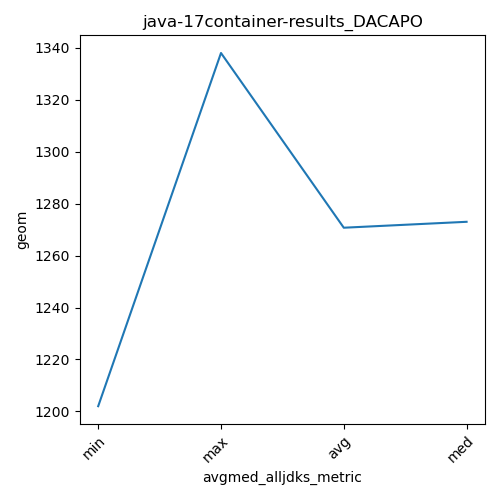 java-17container-results_DACAPO
1340
1320
1300
1280
1260
1240
1220
1200
geom
min
max
avg
med
avgmed_alljdks_metric